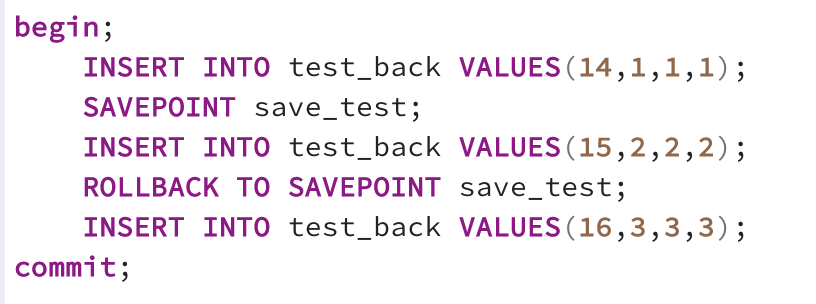 begin;
    INSERT INTO test_back VALUES(14,1,1,1);
    SAVEPOINT save_test;
    INSERT INTO test_back VALUES(15,2,2,2);
    ROLLBACK TO SAVEPOINT save_test;
    INSERT INTO test_back VALUES(16,3,3,3);
commit;